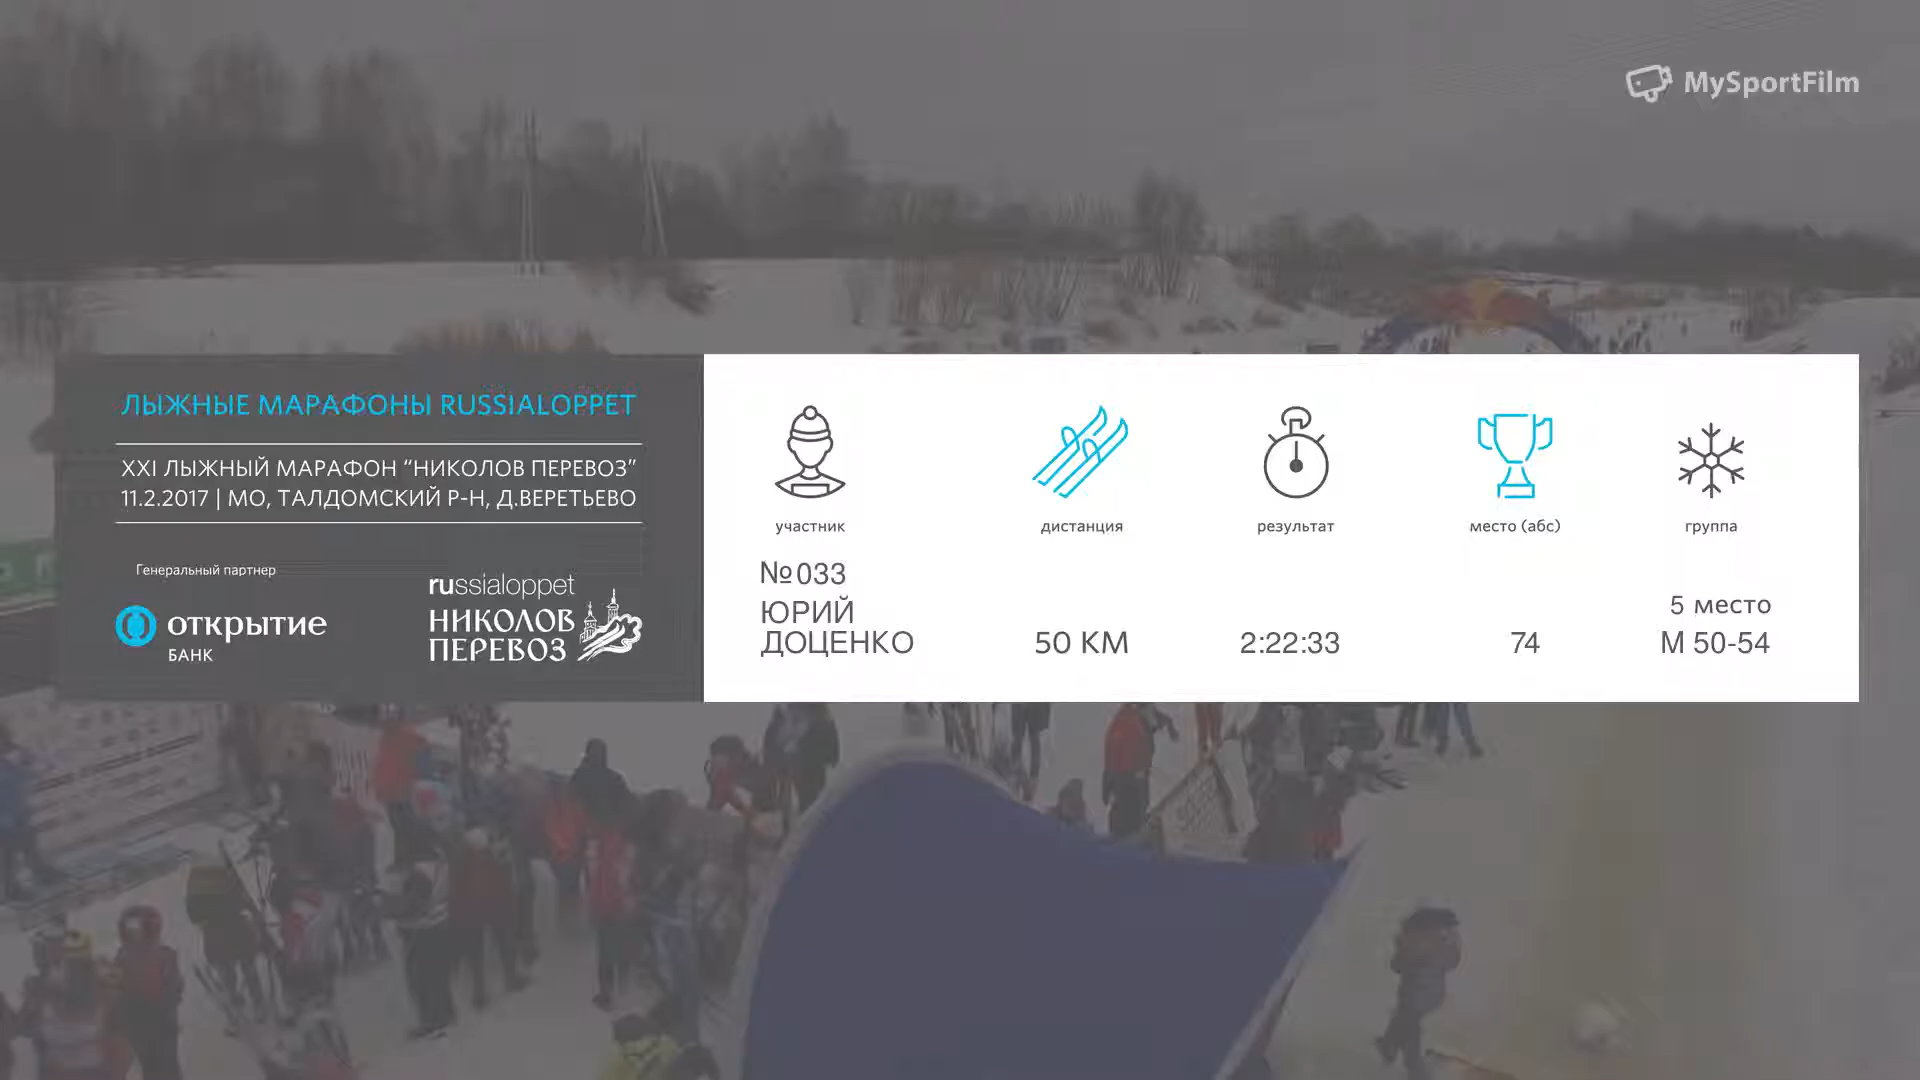 MySportFilm
ЛЫЖНЫЕ МАРАФОНЫ RUSSIALOPPET
XXI ЛЫЖНЫЙ МАРАФОН “НИКОЛОВ ПЕРЕВОЗ”
11.2.2017 | МО, ТАЛДОМСКИЙ Р-Н, Д.ВЕРЕТЬЕВО
Генеральный партнер
открытие
БАНК
russialoppet
НИКОЛОВ
ПЕРЕВОЗ
участник
дистанция
результат
место (абс)
группа
№033
ЮРИЙ
ДОЦЕНКО
50 КМ
2:22:33
74
5 место
М 50-54